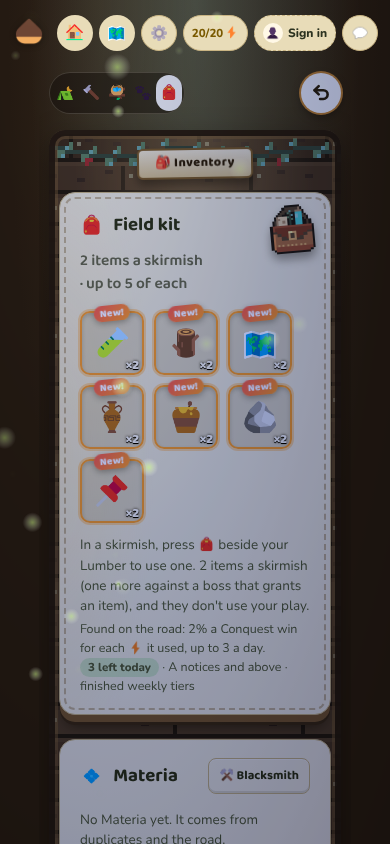 20/20
Sign in
Inventory
Field kit
2 items a skirmish
· up to 5 of each
New! New! New!
×2 ×2 ×2
New! New! New!
×2 ×2 ×2
New!
×2
In a skirmish, press beside your
Lumber to use one. 2 items a skirmish
(one more against a boss that grants
an item), and they don't use your play.
Found on the road: 2% a Conquest win
for each it used, up to 3 a day.
3 left today · A notices and above ·
finished weekly tiers
Materia
Blacksmith
No Materia yet. It comes from
duplicates and the road.